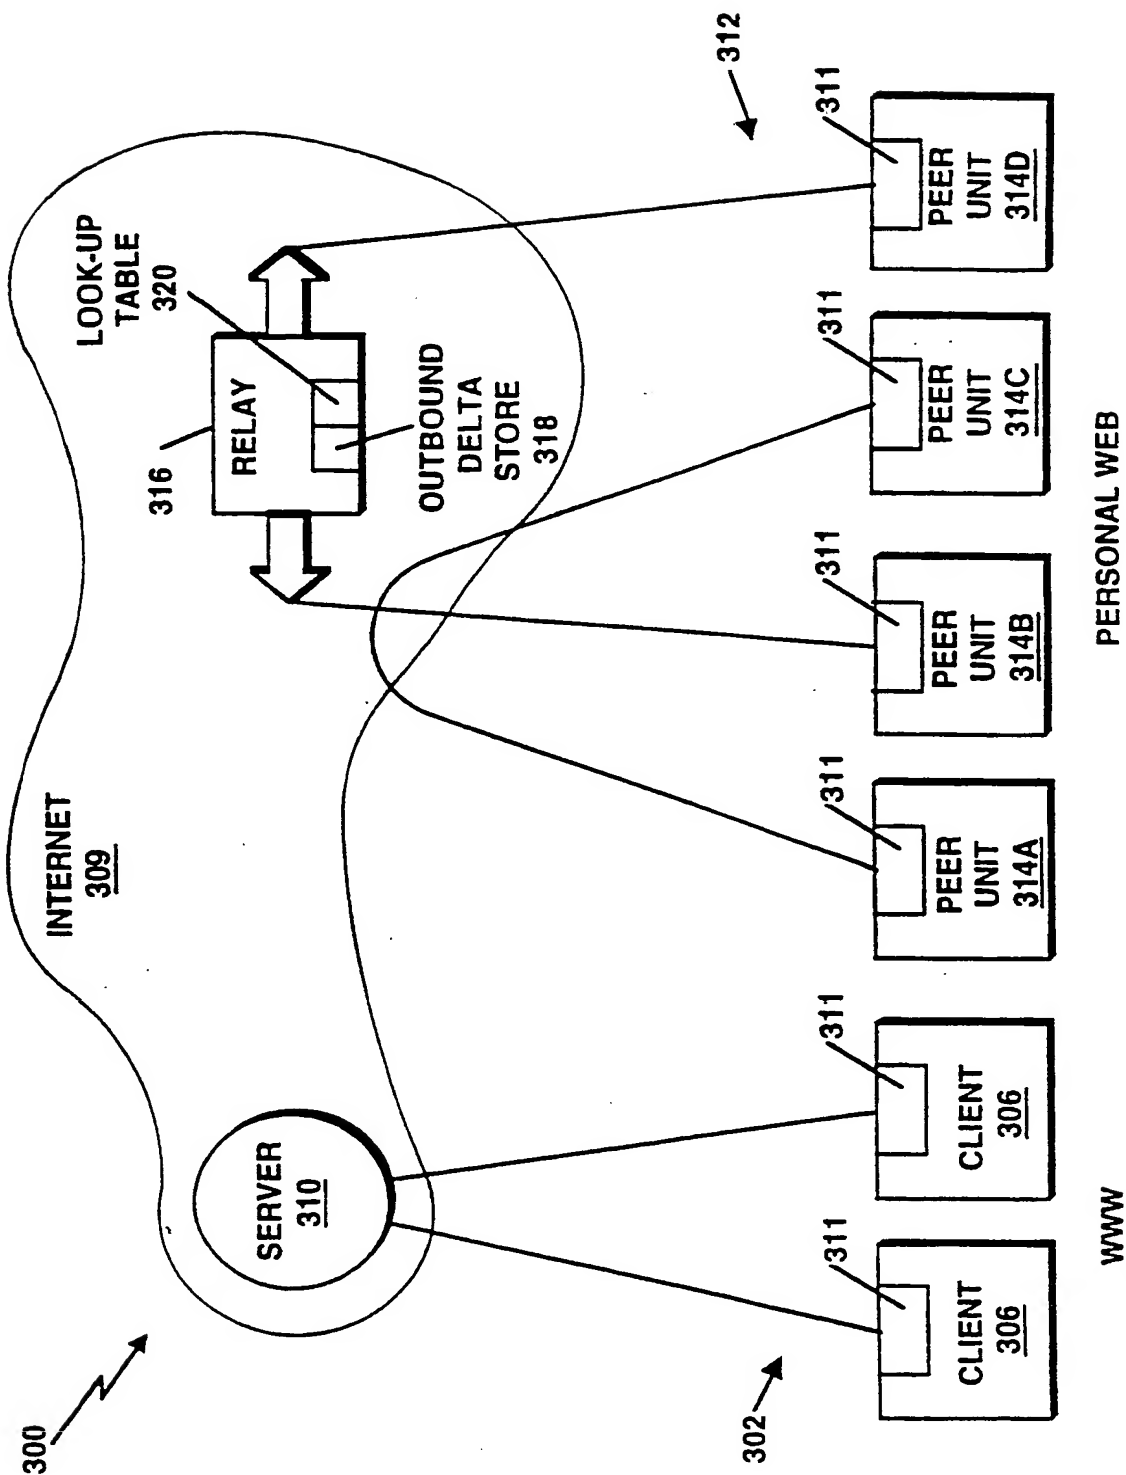 300
INTERNET
309
LOOK-UP
TABLE
320
316
RELAY
OUTBOUND
DELTA
STORE
318
SERVER
310
302
312
311
CLIENT
306
311
CLIENT
306
311
PEER
UNIT
314A
311
PEER
UNIT
314B
311
PEER
UNIT
314C
311
PEER
UNIT
314D
WWW
PERSONAL WEB